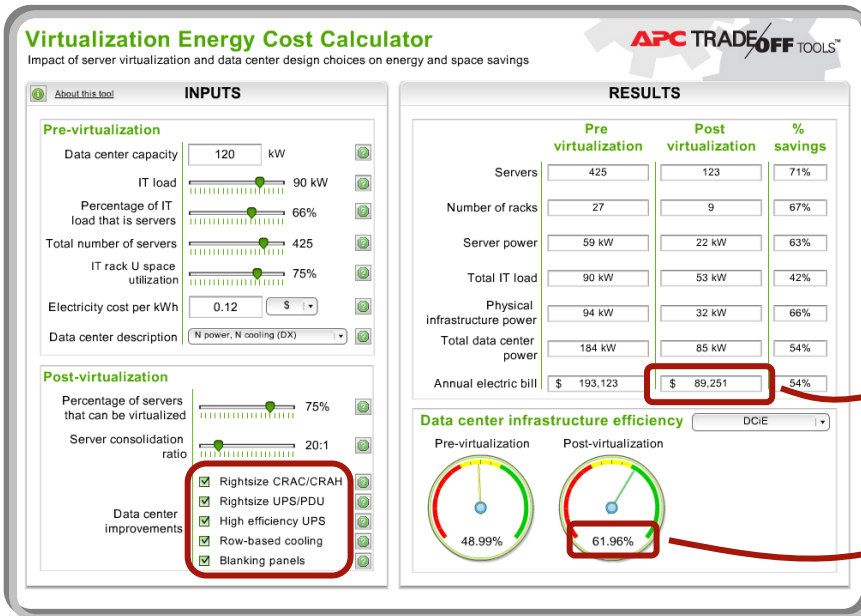 Virtualization Energy Cost Calculator
Impact of server virtualization and data center design choices on energy and space savings
APC TRADE/OFF TOOLS™
About this tool
INPUTS
Pre-virtualization
Data center capacity 120 kW
IT load 90 kW
Percentage of IT
load that is servers 66%
Total number of servers 425
IT rack U space
utilization 75%
Electricity cost per kWh 0.12 $
Data center description N power, N cooling (DX)
Post-virtualization
Percentage of servers
that can be virtualized 75%
Server consolidation
ratio 20:1
Data center
improvements
Rightsize CRAC/CRAH
Rightsize UPS/PDU
High efficiency UPS
Row-based cooling
Blanking panels
RESULTS
Pre
virtualization
Post
virtualization
%
savings
Servers 425 123 71%
Number of racks 27 9 67%
Server power 59 kW 22 kW 63%
Total IT load 90 kW 53 kW 42%
Physical
infrastructure power 94 kW 32 kW 66%
Total data center
power 184 kW 85 kW 54%
Annual electric bill $ 193,123 $ 89,251 54%
Data center infrastructure efficiency DCiE
Pre-virtualization Post-virtualization
48.99% 61.96%